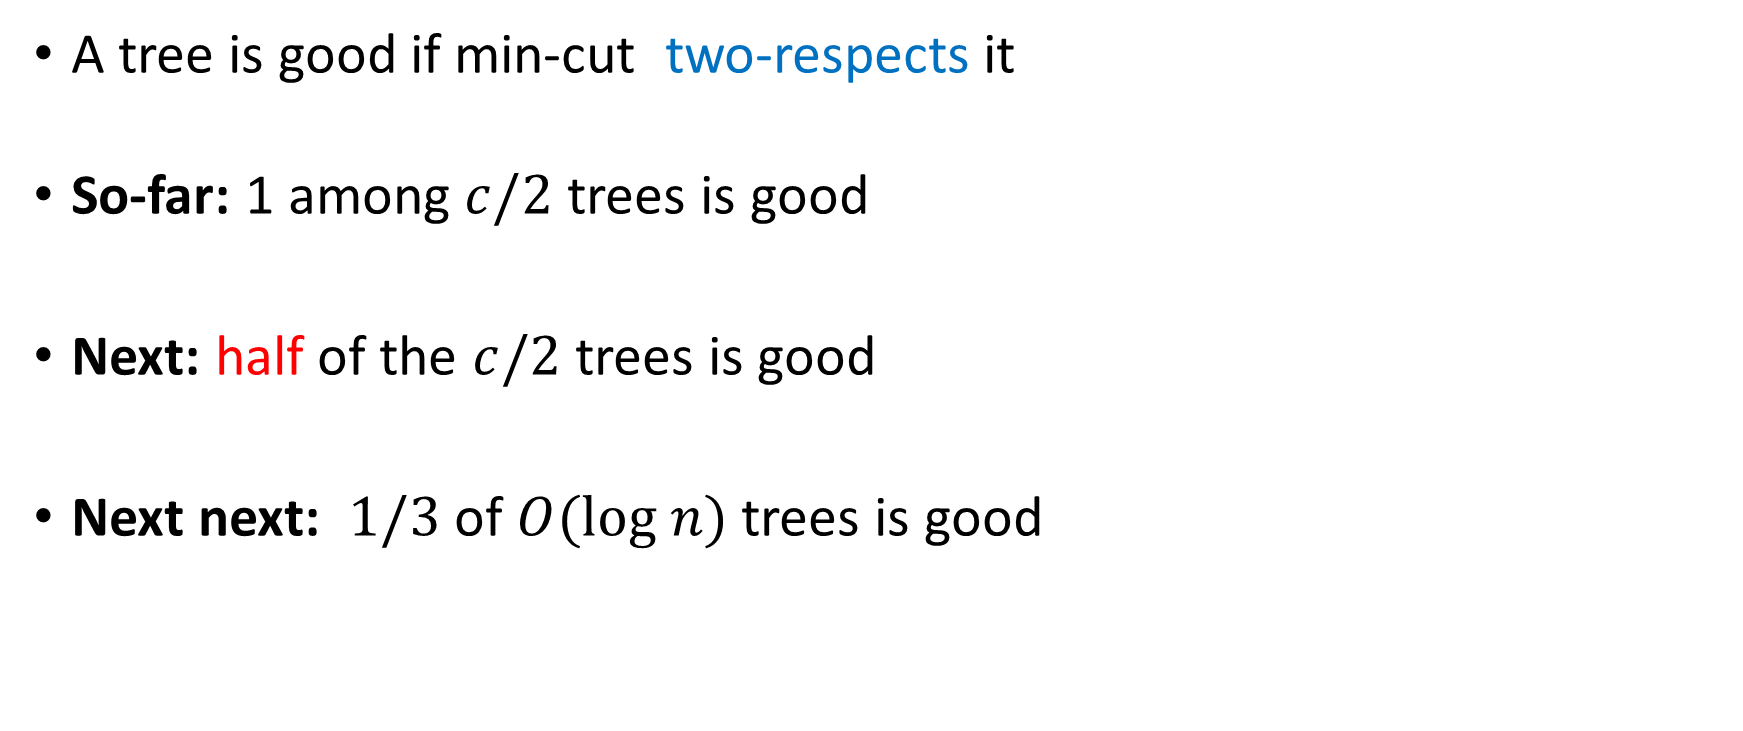 • A tree is good if min-cut two-respects it
• So-far: 1 among c/2 trees is good
• Next: half of the c/2 trees is good
• Next next: 1/3 of O(log n) trees is good